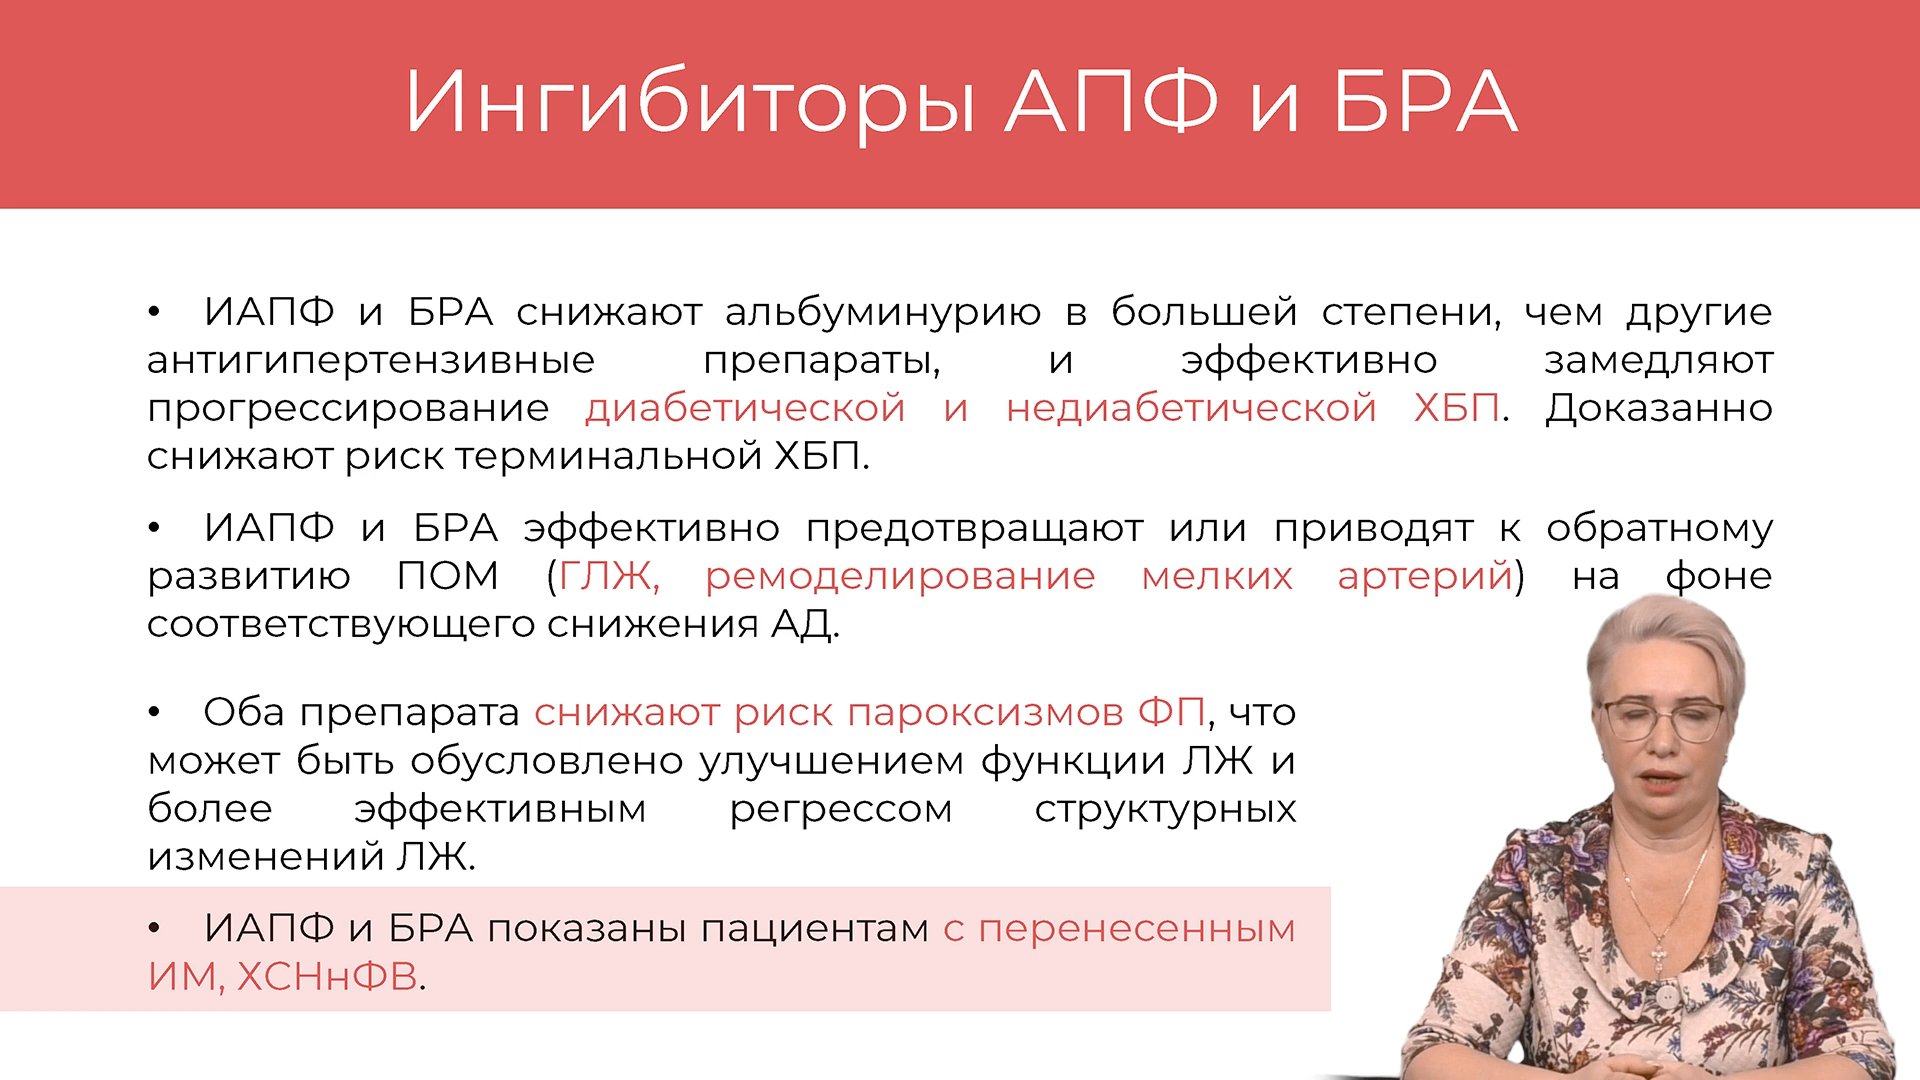 Ингибиторы АПФ и БРА
• ИАПФ и БРА снижают альбуминурию в большей степени, чем другие
антигипертензивные препараты, и эффективно замедляют
прогрессирование диабетической и недиабетической ХБП. Доказанно
снижают риск терминальной ХБП.
• ИАПФ и БРА эффективно предотвращают или приводят к обратному
развитию ПОМ (ГЛЖ, ремоделирование мелких артерий) на фоне
соответствующего снижения АД.
• Оба препарата снижают риск пароксизмов ФП, что
может быть обусловлено улучшением функции ЛЖ и
более эффективным регрессом структурных
изменений ЛЖ.
• ИАПФ и БРА показаны пациентам с перенесенным
ИМ, ХСНнФВ.